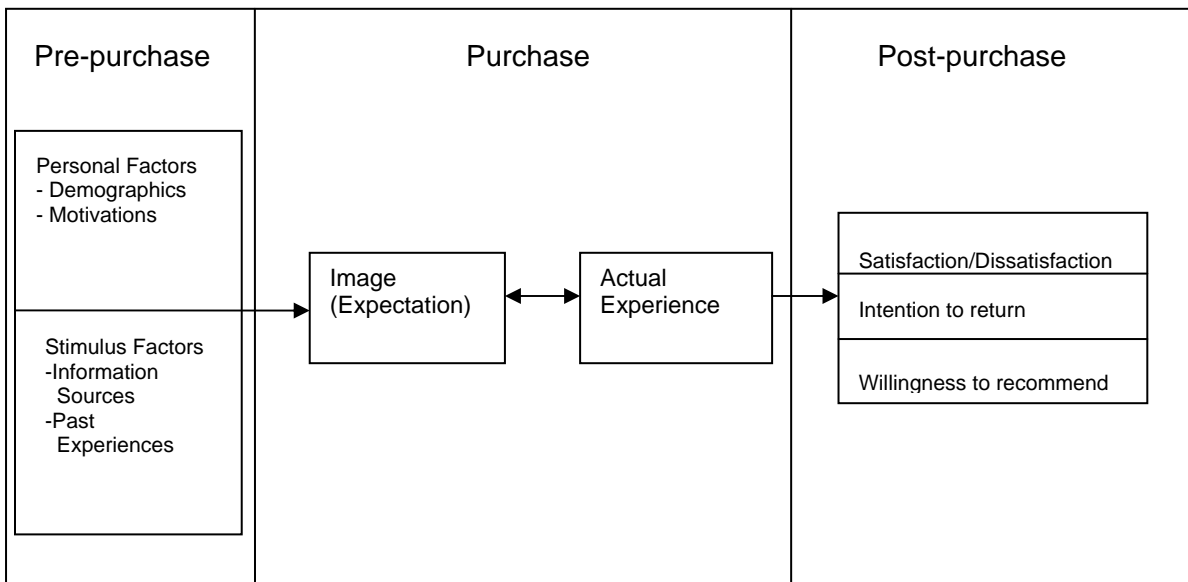 Pre-purchase
Purchase
Post-purchase
Personal Factors
- Demographics
- Motivations
Stimulus Factors
-Information
Sources
-Past
Experiences
Image
(Expectation)
Actual
Experience
Satisfaction/Dissatisfaction
Intention to return
Willingness to recommend